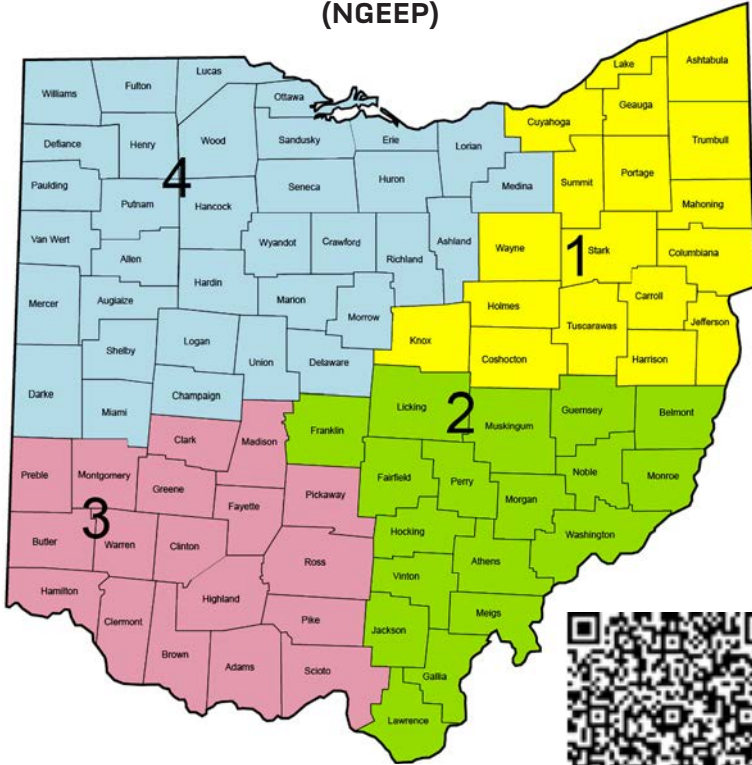 (NGEEP)
Lake
Ashtabula
Lucas
Fulton
Williams
Ottawa
Geauga
Cuyahoga
Erie
Wood
Sandusky
Defiance
Henry
Lorian
Trumbull
Portage
Summit
Huron
4
Paulding
Seneca
Medina
Putnam
Mahoning
Hancock
Van Wert
Wyandot
Crawford
Ashland
Wayne
1
Stark
Columbiana
Richland
Allen
Hardin
Carroll
Mercer
Augiaize
Marion
Holmes
Morrow
Jefferson
Tuscarawas
Logan
Knox
Shelby
Coshocton
Harrison
Union
Delaware
Darke
Champaign
Licking
2
Guernsey
Belmont
Miami
Muskingum
Franklin
Clark
Madison
Preble
Montgomery
Noble
Monroe
Fairfield
Perry
Greene
Pickaway
Morgan
Fayette
3
Hocking
Washington
Butler
Warren
Clinton
Ross
Athens
Vinton
Hamilton
Highland
Meigs
Clermont
Pike
Jackson
Brown
Adams
Scioto
Gallia
Lawrence